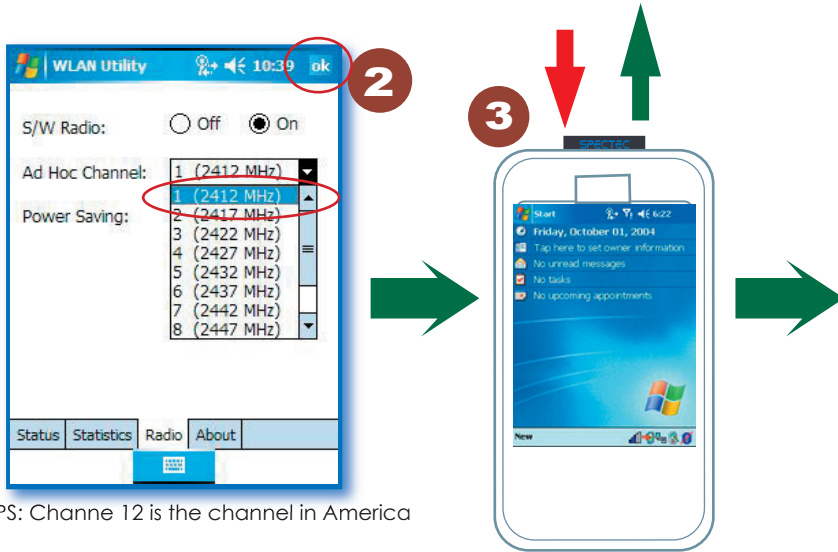 WLAN Utility 10:39 ok
2
S/W Radio: Off On
Ad Hoc Channel: 1 (2412 MHz)
1 (2412 MHz)
Power Saving: 2 (2417 MHz)
3 (2422 MHz)
4 (2427 MHz)
5 (2432 MHz)
6 (2437 MHz)
7 (2442 MHz)
8 (2447 MHz)
Status Statistics Radio About
PS: Channe 12 is the channel in America
3
SPECTEC
Start 6:22
Friday, October 01, 2004
Tap here to set owner information
No unread messages
No tasks
No upcoming appointments
New